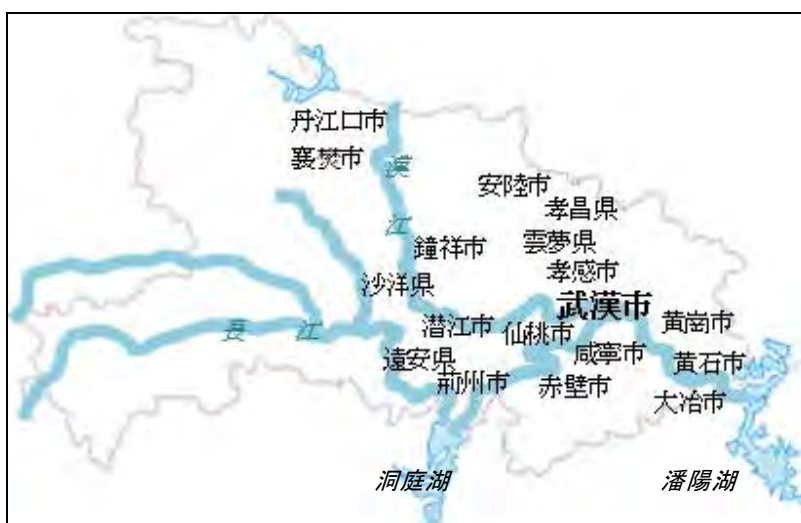 丹江口市
襄樊市
漢江
安陸市
孝昌県
鐘祥市
雲夢県
孝感市
沙洋県
武漢市
潜江市
仙桃市
黄崗市
長江
遠安県
咸寧市
黄石市
荊州市
赤壁市
大冶市
洞庭湖
潘陽湖